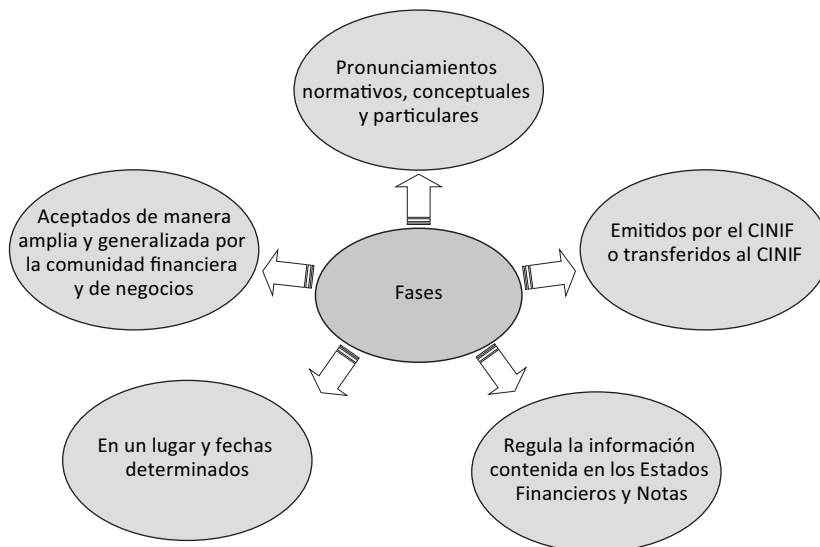 Pronunciamientos
normativos, conceptuales
y particulares
Aceptados de manera
amplia y generalizada por
la comunidad financiera
y de negocios
Emitidos por el CINIF
o transferidos al CINIF
Fases
En un lugar y fechas
determinados
Regula la información
contenida en los Estados
Financieros y Notas